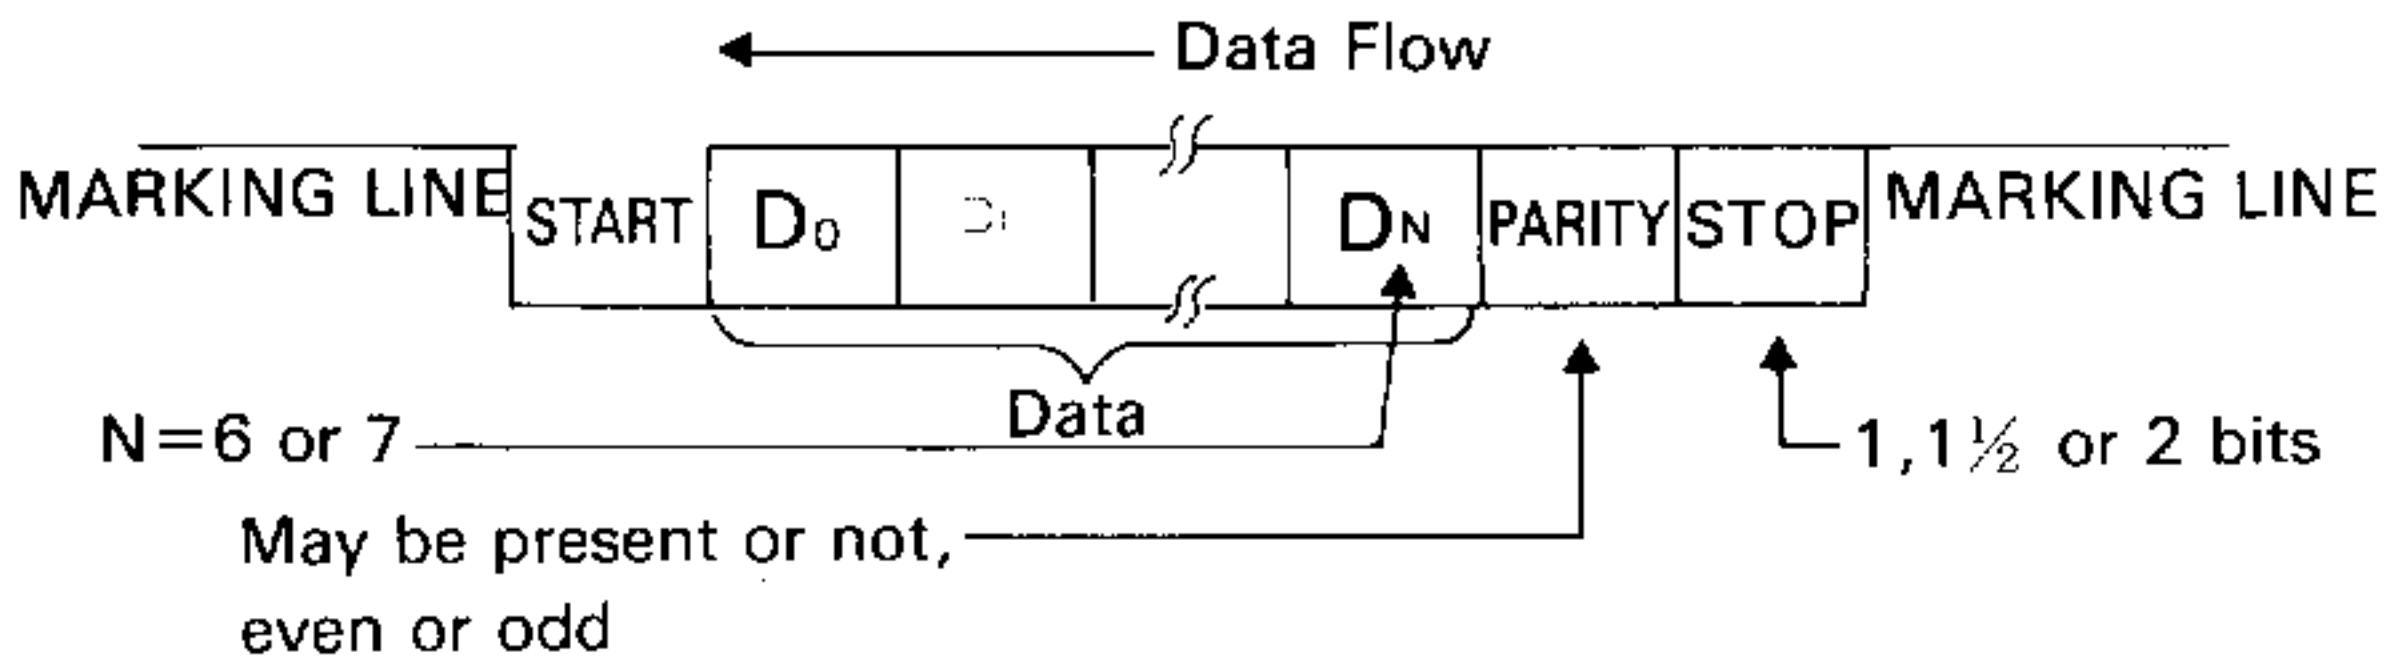 Data Flow
MARKING LINE START D0 D1 DN PARITY STOP MARKING LINE
Data
N=6 or 7
1,1½ or 2 bits
May be present or not,
even or odd